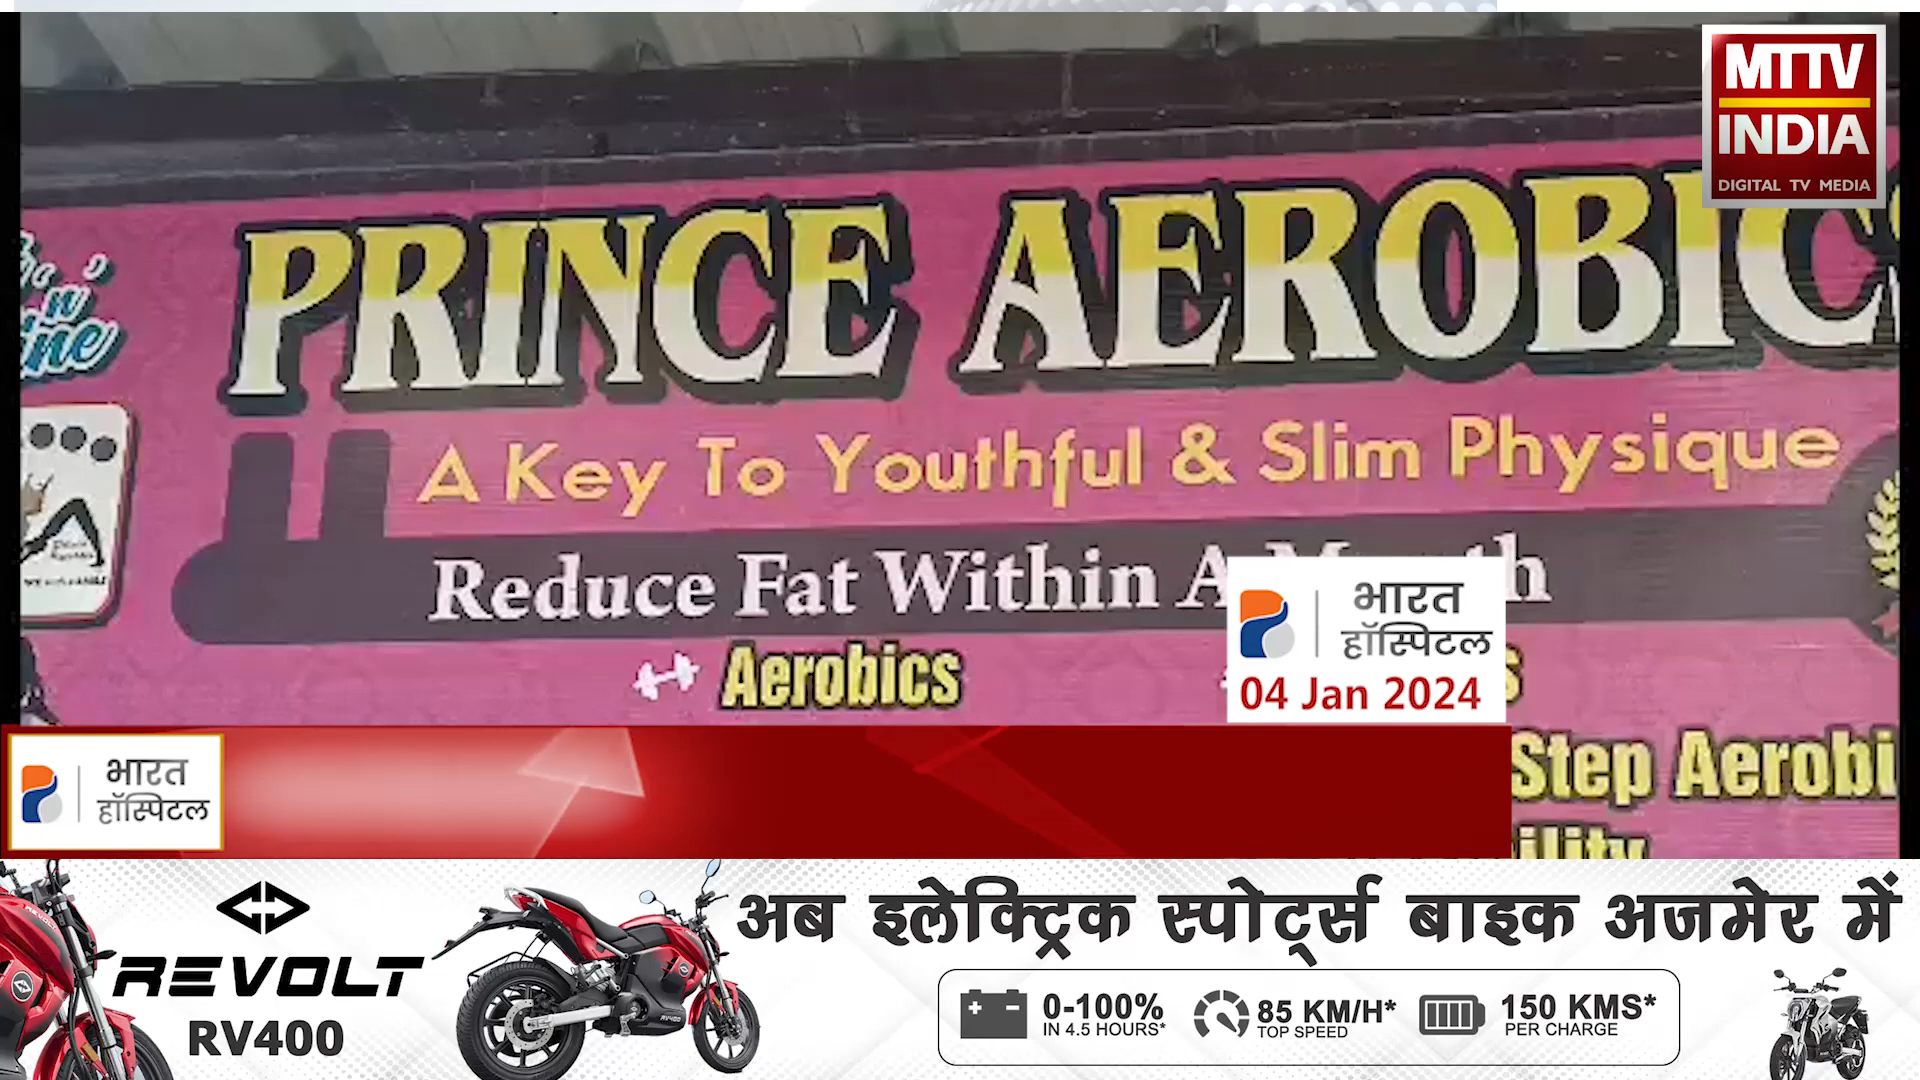 MTTV
INDIA
DIGITAL TV MEDIA
PRINCE AEROBICS
A Key To Youthful & Slim Physique
Reduce Fat Within A
Aerobics
भारत
हॉस्पिटल
04 Jan 2024
Step Aerobi
भारत
हॉस्पिटल
REVOLT
RV400
अब इलेक्ट्रिक स्पोर्ट्स बाइक अजमेर में
0-100%
IN 4.5 HOURS*
85 KM/H*
TOP SPEED
150 KMS*
PER CHARGE